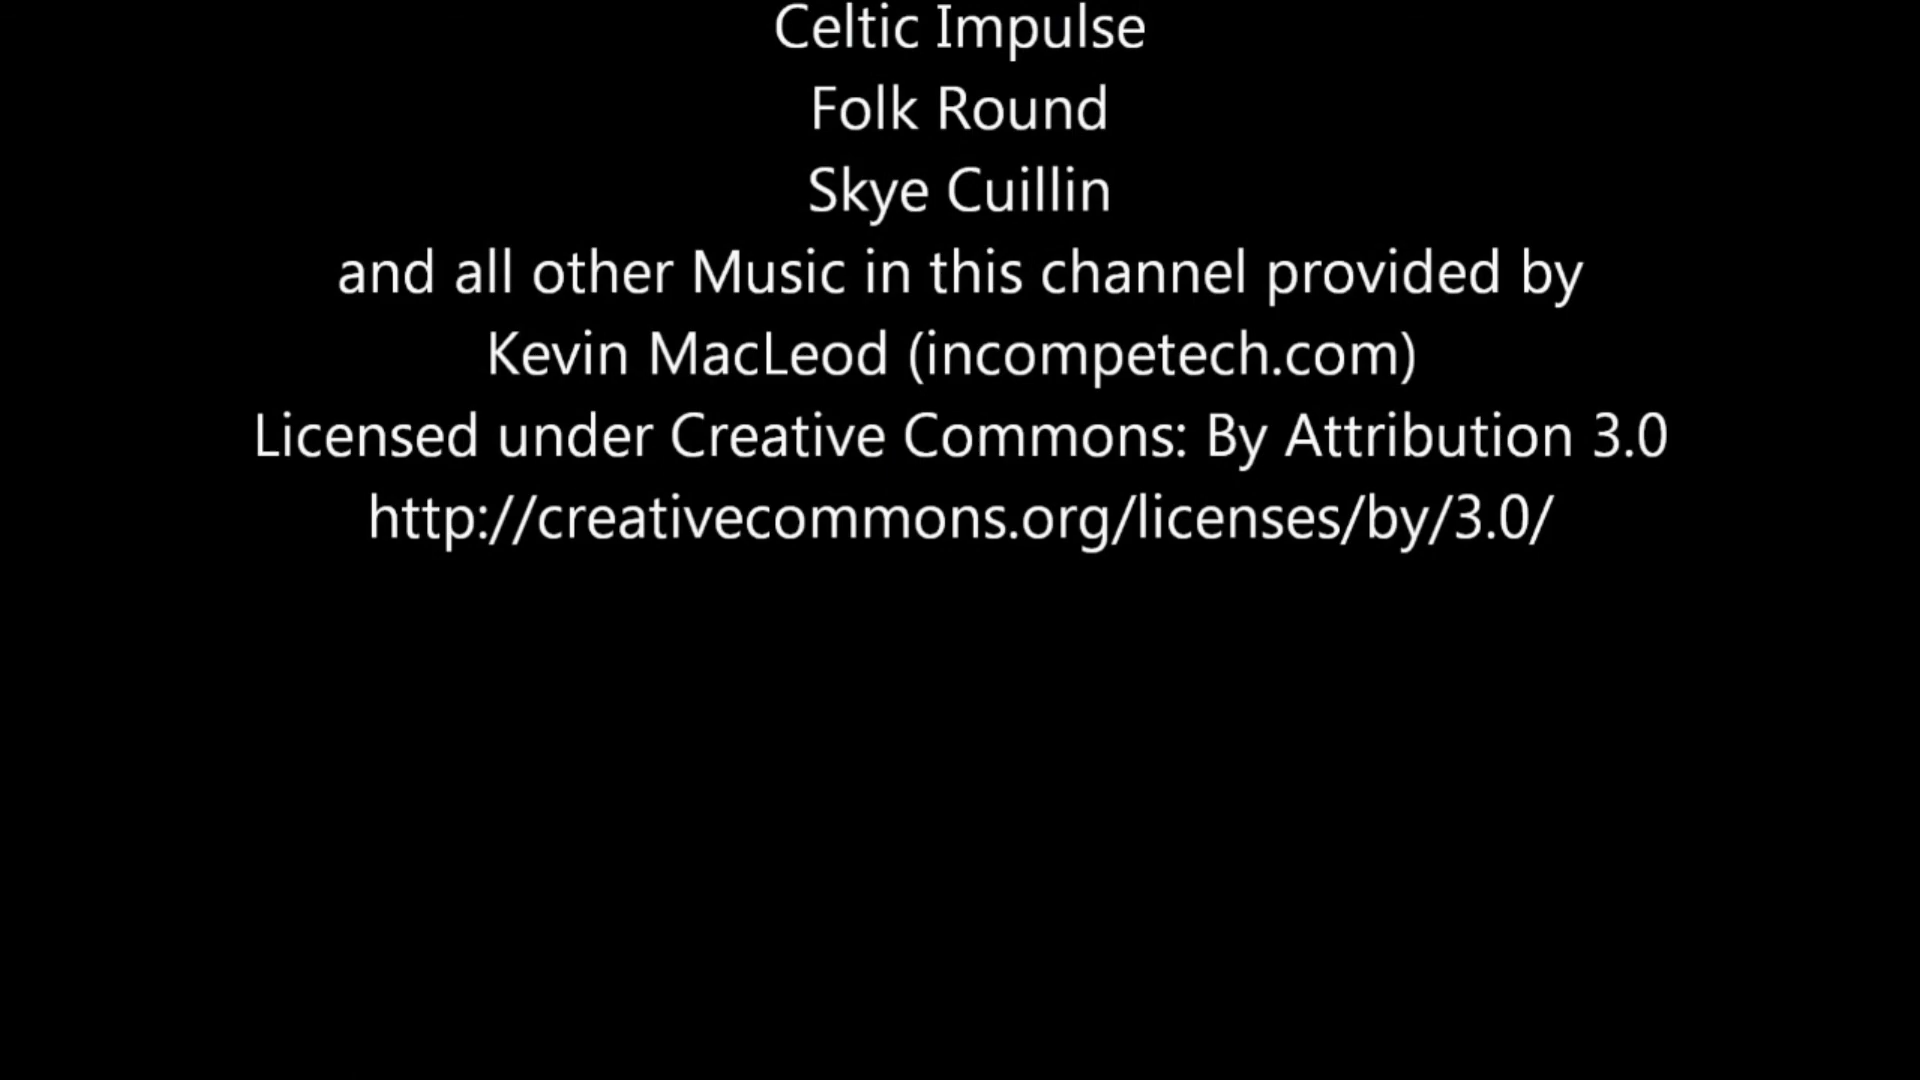 Celtic Impulse
Folk Round
Skye Cuillin
and all other Music in this channel provided by
Kevin MacLeod (incompetech.com)
Licensed under Creative Commons: By Attribution 3.0
http://creativecommons.org/licenses/by/3.0/